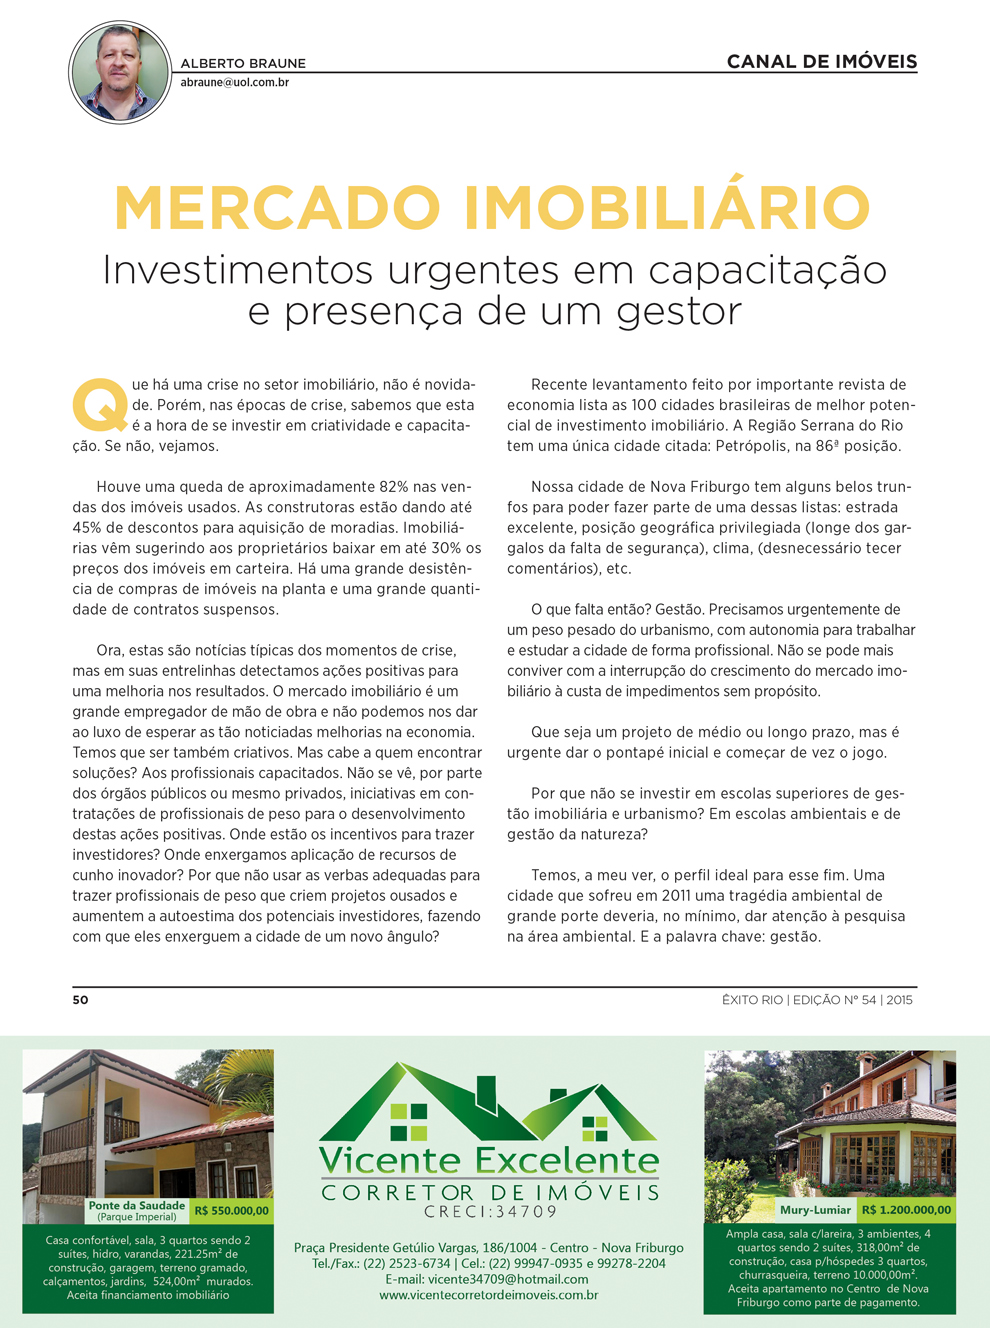 ALBERTO BRAUNE
abraune@uol.com.br
CANAL DE IMÓVEIS
MERCADO IMOBILIÁRIO
Investimentos urgentes em capacitação
e presença de um gestor
Que há uma crise no setor imobiliário, não é novida-
de. Porém, nas épocas de crise, sabemos que esta
é a hora de se investir em criatividade e capacita-
ção. Se não, vejamos.
Houve uma queda de aproximadamente 82% nas ven-
das dos imóveis usados. As construtoras estão dando até
45% de descontos para aquisição de moradias. Imobiliá-
rias vêm sugerindo aos proprietários baixar em até 30% os
preços dos imóveis em carteira. Há uma grande desistên-
cia de compras de imóveis na planta e uma grande quanti-
dade de contratos suspensos.
Ora, estas são notícias típicas dos momentos de crise,
mas em suas entrelinhas detectamos ações positivas para
uma melhoria nos resultados. O mercado imobiliário é um
grande empregador de mão de obra e não podemos nos dar
ao luxo de esperar as tão noticiadas melhorias na economia.
Temos que ser também criativos. Mas cabe a quem encontrar
soluções? Aos profissionais capacitados. Não se vê, por parte
dos órgãos públicos ou mesmo privados, iniciativas em con-
tratações de profissionais de peso para o desenvolvimento
destas ações positivas. Onde estão os incentivos para trazer
investidores? Onde enxergamos aplicação de recursos de
cunho inovador? Por que não usar as verbas adequadas para
trazer profissionais de peso que criem projetos ousados e
aumentem a autoestima dos potenciais investidores, fazendo
com que eles enxerguem a cidade de um novo ângulo?
Recente levantamento feito por importante revista de
economia lista as 100 cidades brasileiras de melhor poten-
cial de investimento imobiliário. A Região Serrana do Rio
tem uma única cidade citada: Petrópolis, na 86ª posição.
Nossa cidade de Nova Friburgo tem alguns belos trun-
fos para poder fazer parte de uma dessas listas: estrada
excelente, posição geográfica privilegiada (longe dos gar-
galos da falta de segurança), clima, (desnecessário tecer
comentários), etc.
O que falta então? Gestão. Precisamos urgentemente de
um peso pesado do urbanismo, com autonomia para trabalhar
e estudar a cidade de forma profissional. Não se pode mais
conviver com a interrupção do crescimento do mercado imo-
biliário à custa de impedimentos sem propósito.
Que seja um projeto de médio ou longo prazo, mas é
urgente dar o pontapé inicial e começar de vez o jogo.
Por que não se investir em escolas superiores de ges-
tão imobiliária e urbanismo? Em escolas ambientais e de
gestão da natureza?
Temos, a meu ver, o perfil ideal para esse fim. Uma
cidade que sofreu em 2011 uma tragédia ambiental de
grande porte deveria, no mínimo, dar atenção à pesquisa
na área ambiental. E a palavra chave: gestão.
50
ÊXITO RIO | EDIÇÃO Nº 54 | 2015
Ponte da Saudade
(Parque Imperial)
R$ 550.000,00
Casa confortável, sala, 3 quartos sendo 2
suítes, hidro, varandas, 221.25m² de
construção, garagem, terreno gramado,
calçamentos, jardins, 524,00m² murados.
Aceita financiamento imobiliário
Vicente Excelente
CORRETOR DE IMÓVEIS
CRECI:34709
Praça Presidente Getúlio Vargas, 186/1004 - Centro - Nova Friburgo
Tel./Fax.: (22) 2523-6734 | Cel.: (22) 99947-0935 e 99278-2204
E-mail: vicente34709@hotmail.com
www.vicentecorretordeimoveis.com.br
Mury-Lumiar
R$ 1.200.000,00
Ampla casa, sala c/lareira, 3 ambientes, 4
quartos sendo 2 suítes, 318,00m² de
construção, casa p/hóspedes 3 quartos,
churrasqueira, terreno 10.000,00m².
Aceita apartamento no Centro de Nova
Friburgo como parte de pagamento.